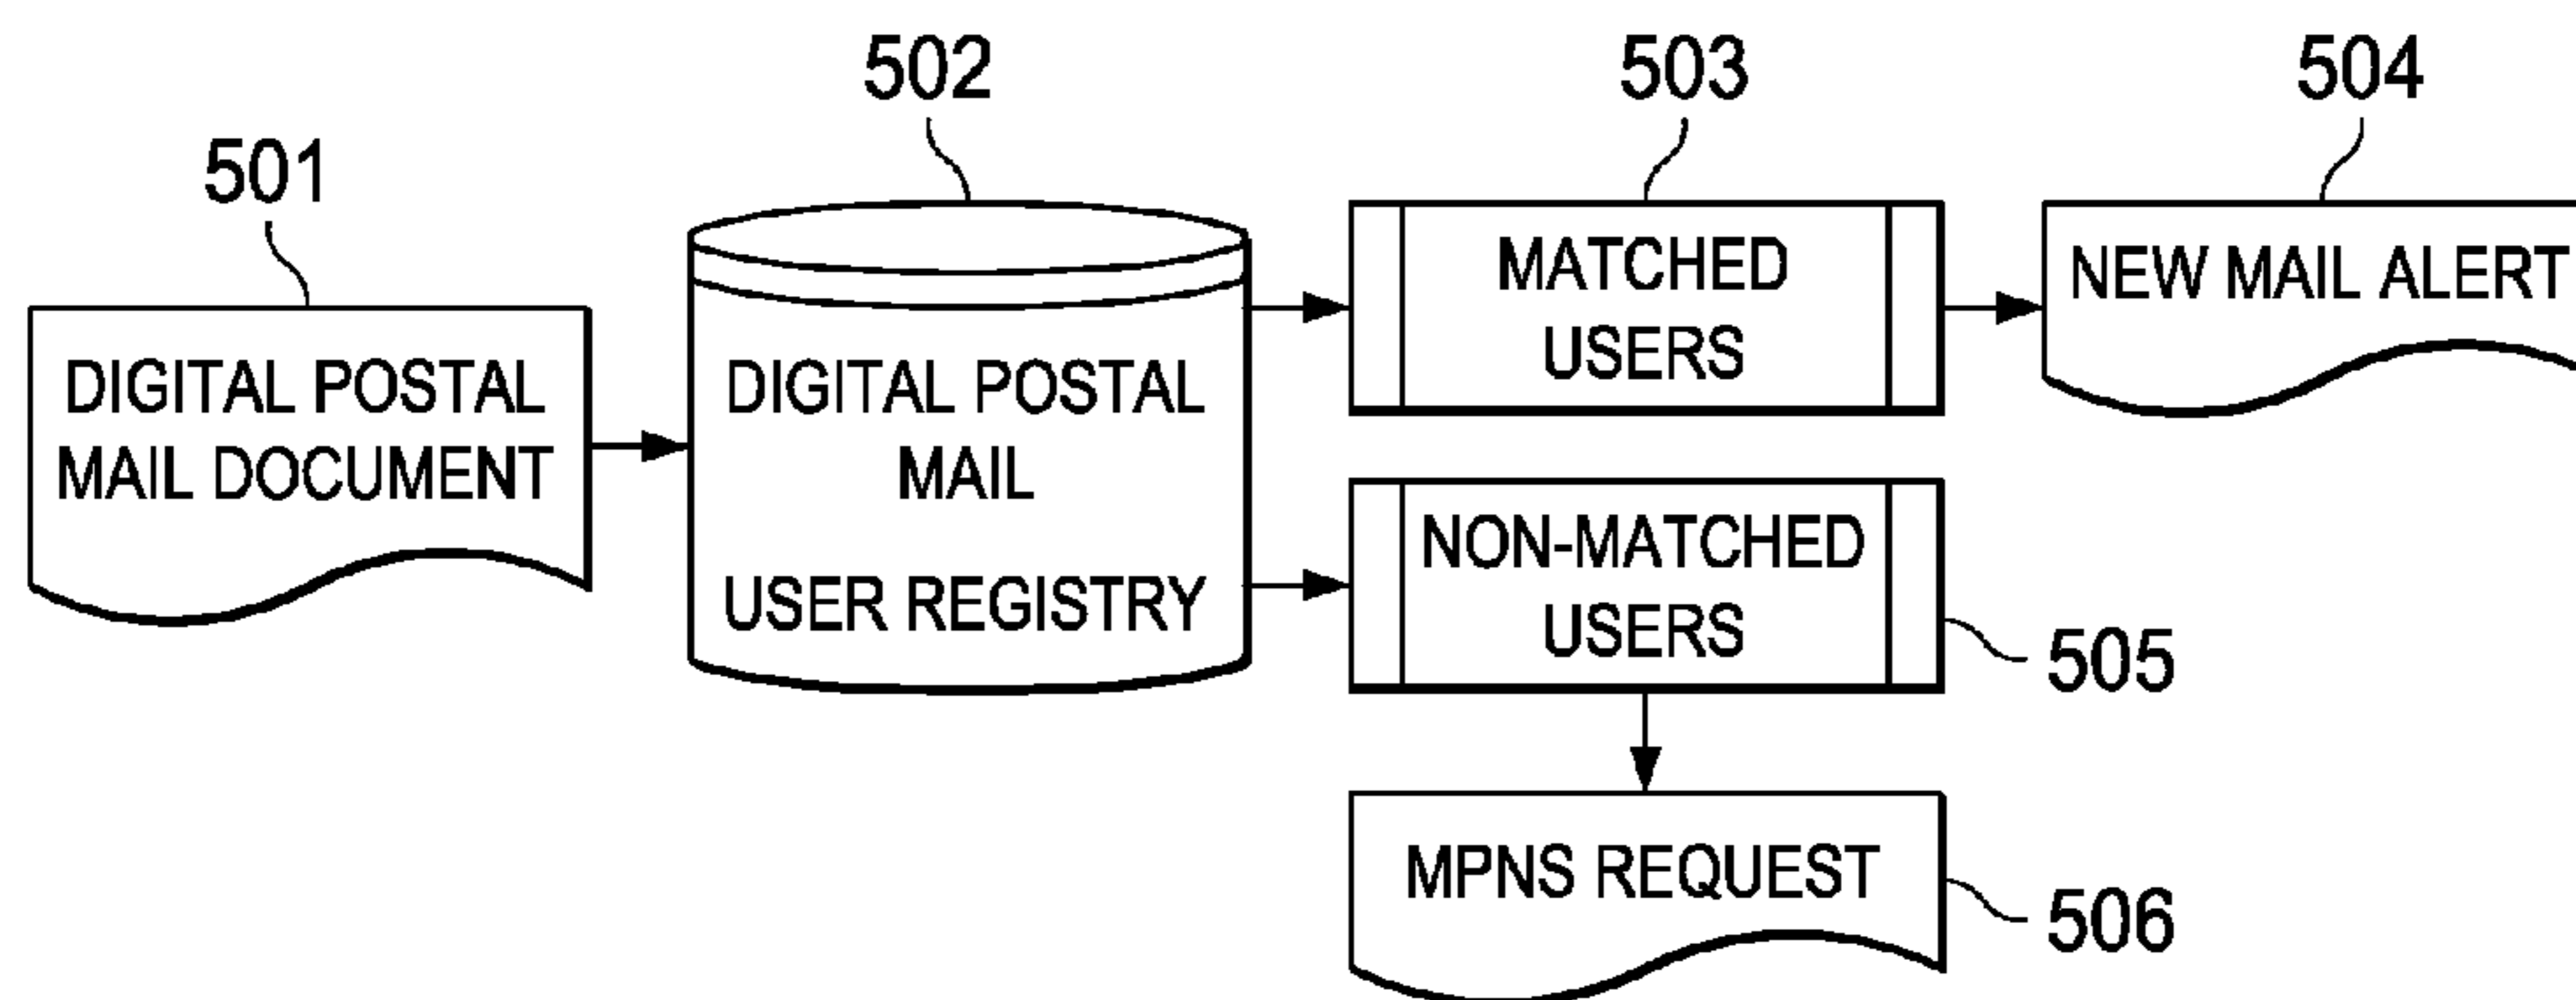 502
503
504
501
DIGITAL POSTAL
MAIL DOCUMENT
DIGITAL POSTAL
MAIL
USER REGISTRY
MATCHED
USERS
NEW MAIL ALERT
NON-MATCHED
USERS
505
MPNS REQUEST
506